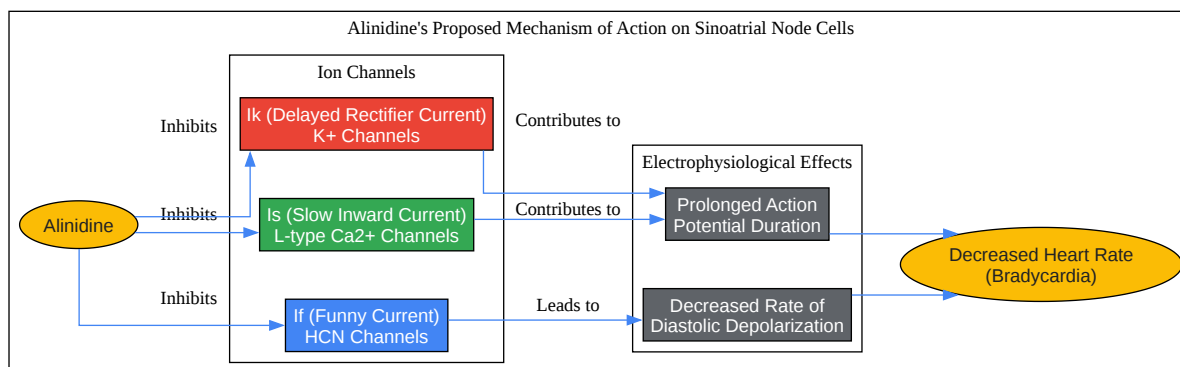 Alinidine's Proposed Mechanism of Action on Sinoatrial Node Cells
Ion Channels
Inhibits
Ik (Delayed Rectifier Current)
K+ Channels
Contributes to
Electrophysiological Effects
Alinidine
Inhibits
Is (Slow Inward Current)
L-type Ca2+ Channels
Contributes to
Prolonged Action
Potential Duration
Decreased Heart Rate
(Bradycardia)
Inhibits
If (Funny Current)
HCN Channels
Leads to
Decreased Rate of
Diastolic Depolarization